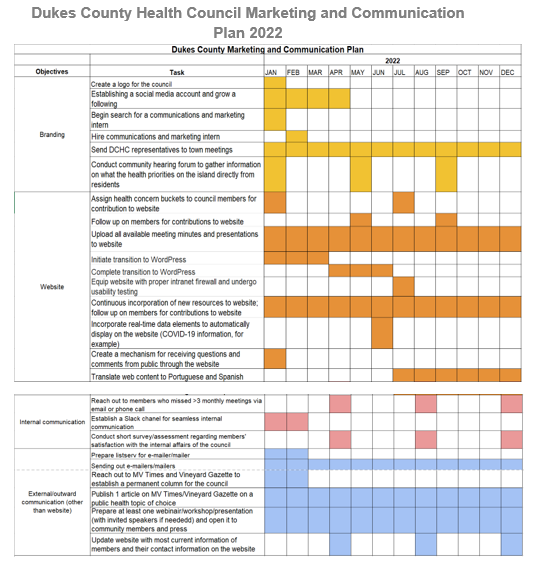 Dukes County Health Council Marketing and Communication
Plan 2022
Dukes County Marketing and Communication Plan
2022
Objectives Task JAN FEB MAR APR MAY JUN JUL AUG SEP OCT NOV DEC
Branding
Create a logo for the council
Establishing a social media account and grow a
following
Begin search for a communications and marketing
intern
Hire communications and marketing intern
Send DCHC representatives to town meetings
Conduct community hearing forum to gather information
on what the health priorities on the island directly from
residents
Website
Assign health concern buckets to council members for
contribution to website
Follow up on members for contributions to website
Upload all available meeting minutes and presentations
to website
Initiate transition to WordPress
Complete transition to WordPress
Equip website with proper intranet firewall and undergo
usability testing
Continuous incorporation of new resources to website;
follow up on members for contributions to website
Incorporate real-time data elements to automatically
display on the website (COVID-19 information, for
example)
Create a mechanism for receiving questions and
comments from public through the website
Translate web content to Portuguese and Spanish
Internal communication
Reach out to members who missed >3 monthly meetings via
email or phone call
Establish a Slack chanel for seamless internal
communication
Conduct short survey/assessment regarding members'
satisfaction with the internal affairs of the council
External/outward
communication (other
than website)
Prepare listserv for e-mailer/mailer
Sending out e-mailers/mailers
Reach out to MV Times and Vineyard Gazette to
establish a permanent column for the council
Publish 1 article on MV Times/Vineyard Gazette on a
public health topic of choice
Prepare at least one webinair/workshop/presentation
(with invited speakers if neededd) and open it to
community members and press
Update website with most current information of
members and their contact information on the website